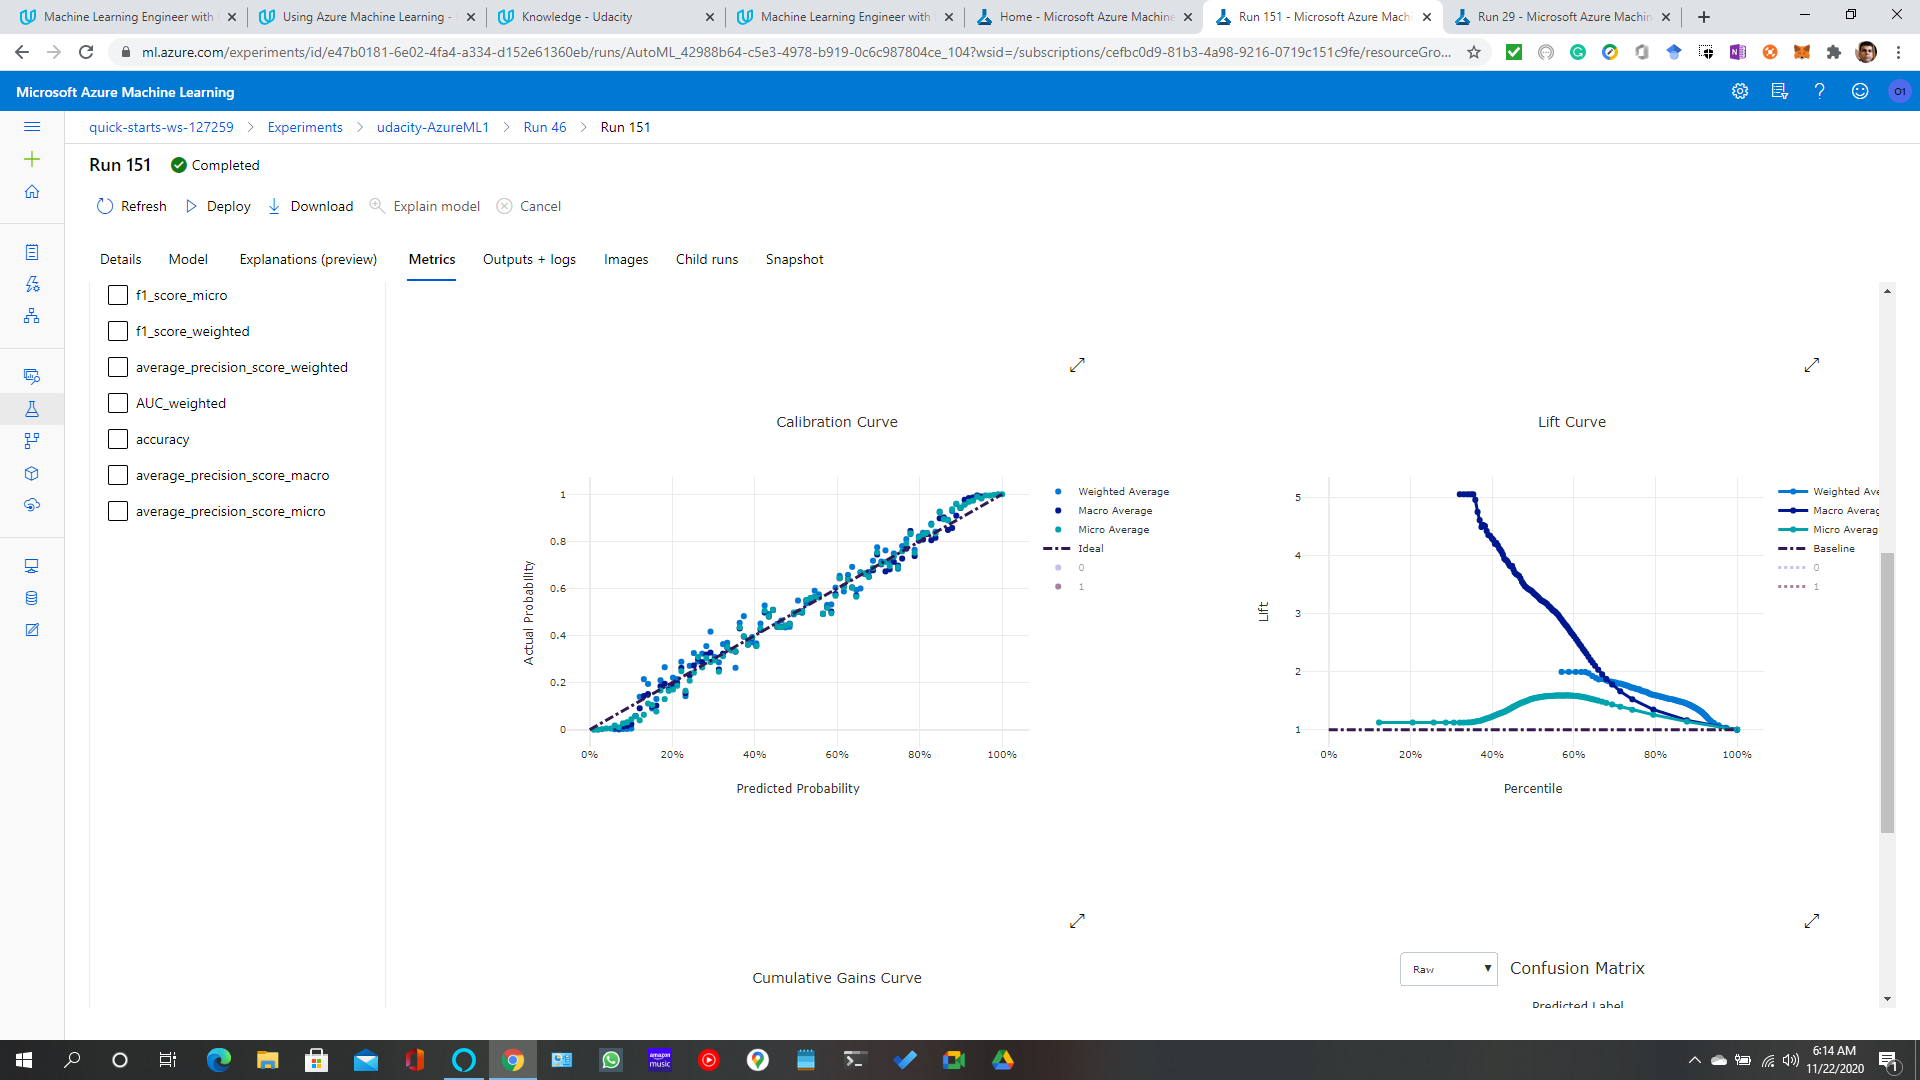 Machine Learning Engineer with
Using Azure Machine Learning -
Knowledge - Udacity
Machine Learning Engineer with
Home - Microsoft Azure Machine
Run 151 - Microsoft Azure Mach
Run 29 - Microsoft Azure Machin
ml.azure.com/experiments/id/e47b0181-6e02-4fa4-a334-d152e61360eb/runs/AutoML_42988b64-c5e3-4978-b919-0c6c987804ce_104?wsid=/subscriptions/cefbc0d9-81b3-4a98-9216-0719c151c9fe/resourceGro...
Microsoft Azure Machine Learning
O1
quick-starts-ws-127259 > Experiments > udacity-AzureML1 > Run 46 > Run 151
Run 151 Completed
Refresh Deploy Download Explain model Cancel
Details Model Explanations (preview) Metrics Outputs + logs Images Child runs Snapshot
f1_score_micro
f1_score_weighted
average_precision_score_weighted
AUC_weighted
accuracy
average_precision_score_macro
average_precision_score_micro
Calibration Curve
Actual Probability
1
0.8
0.6
0.4
0.2
0
0% 20% 40% 60% 80% 100%
Predicted Probability
Weighted Average
Macro Average
Micro Average
Ideal
0
1
Lift Curve
Lift
5
4
3
2
1
0% 20% 40% 60% 80% 100%
Percentile
Weighted Ave
Macro Averag
Micro Averag
Baseline
0
1
Cumulative Gains Curve
Raw
Confusion Matrix
Predicted Label
amazon music
6:14 AM
11/22/2020
1